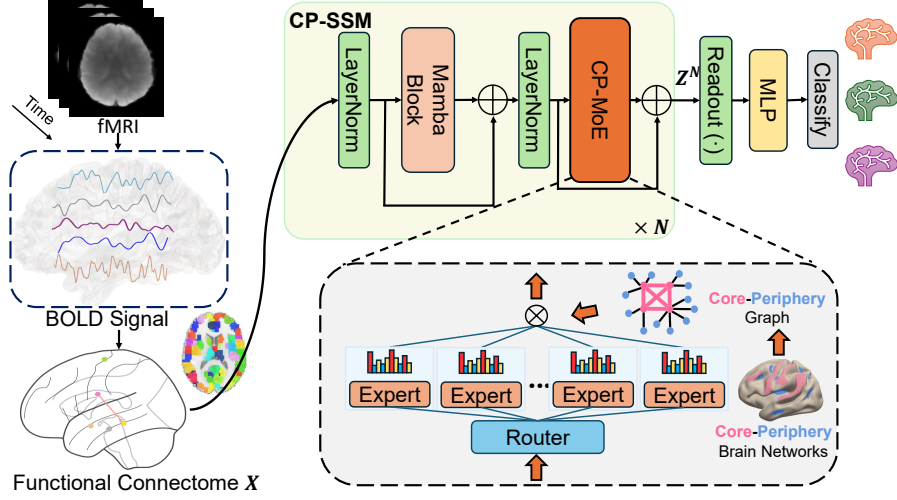 Time
fMRI
BOLD Signal
Functional Connectome X
CP-SSM
LayerNorm
Mamba
Block
LayerNorm
CP-MoE
× N
Z^N
Readout (·)
MLP
Classify
Core-Periphery
Graph
Expert
Expert
...
Expert
Expert
Router
Core-Periphery
Brain Networks